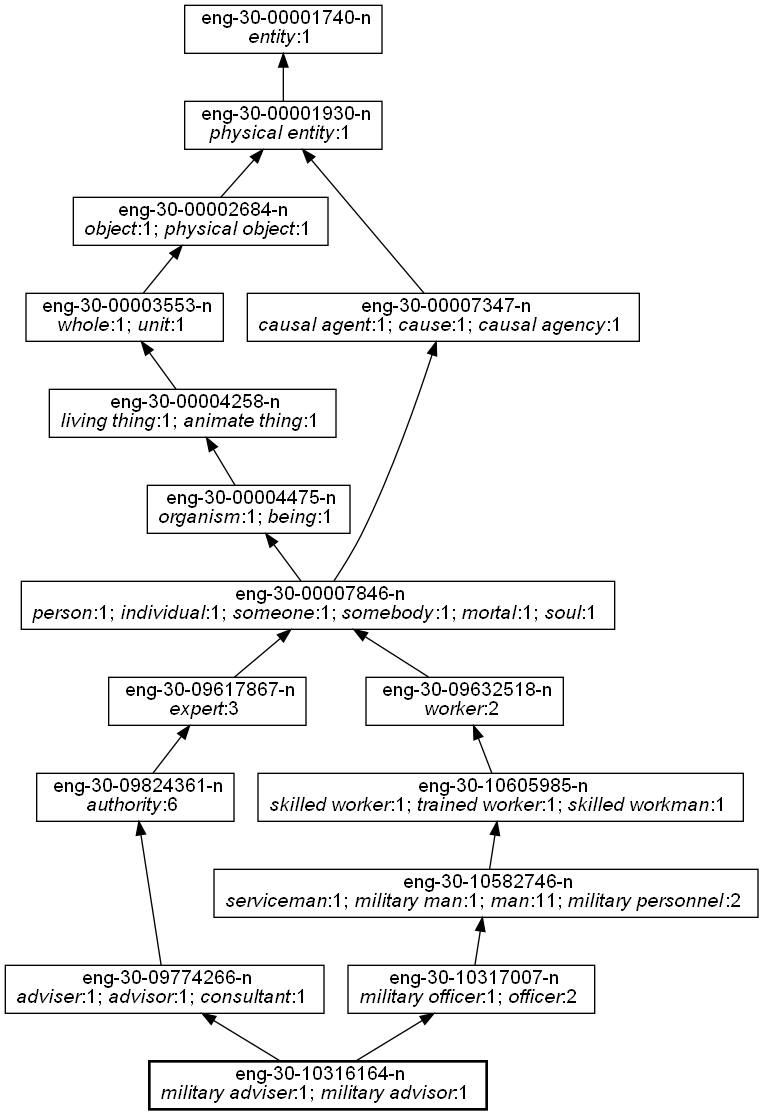 eng-30-00001740-n
entity:1
eng-30-00001930-n
physical entity:1
eng-30-00002684-n
object:1; physical object:1
eng-30-00003553-n
whole:1; unit:1
eng-30-00007347-n
causal agent:1; cause:1; causal agency:1
eng-30-00004258-n
living thing:1; animate thing:1
eng-30-00004475-n
organism:1; being:1
eng-30-00007846-n
person:1; individual:1; someone:1; somebody:1; mortal:1; soul:1
eng-30-09617867-n
expert:3
eng-30-09632518-n
worker:2
eng-30-09824361-n
authority:6
eng-30-10605985-n
skilled worker:1; trained worker:1; skilled workman:1
eng-30-10582746-n
serviceman:1; military man:1; man:11; military personnel:2
eng-30-09774266-n
adviser:1; advisor:1; consultant:1
eng-30-10317007-n
military officer:1; officer:2
eng-30-10316164-n
military adviser:1; military advisor:1